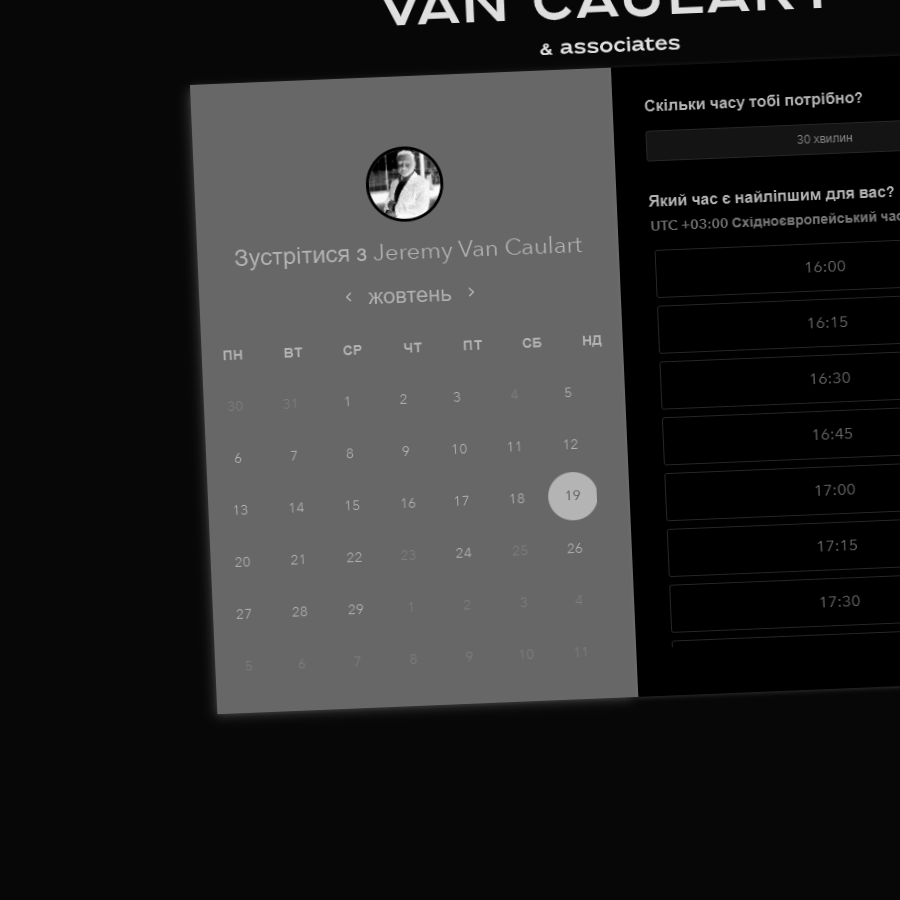 VAN CAULART
& associates
Зустрітися з Jeremy Van Caulart
< жовтень >
ПН ВТ СР ЧТ ПТ СБ НД
30 31 1 2 3 4 5
6 7 8 9 10 11 12
13 14 15 16 17 18 19
20 21 22 23 24 25 26
27 28 29 1 2 3 4
5 6 7 8 9 10 11
Скільки часу тобі потрібно?
30 хвилин
Який час є найліпшим для вас?
UTC +03:00 Східноєвропейський
16:00
16:15
16:30
16:45
17:00
17:15
17:30